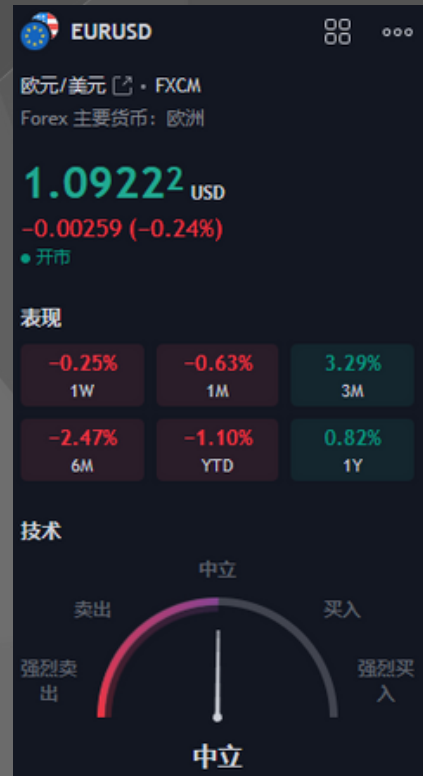 EURUSD
欧元/美元 · FXCM
Forex 主要货币: 欧洲
1.09222 USD
−0.00259 (−0.24%)
开市
表现
−0.25% −0.63% 3.29%
1W 1M 3M
−2.47% −1.10% 0.82%
6M YTD 1Y
技术
中立
卖出 买入
强烈卖出 强烈买入
中立